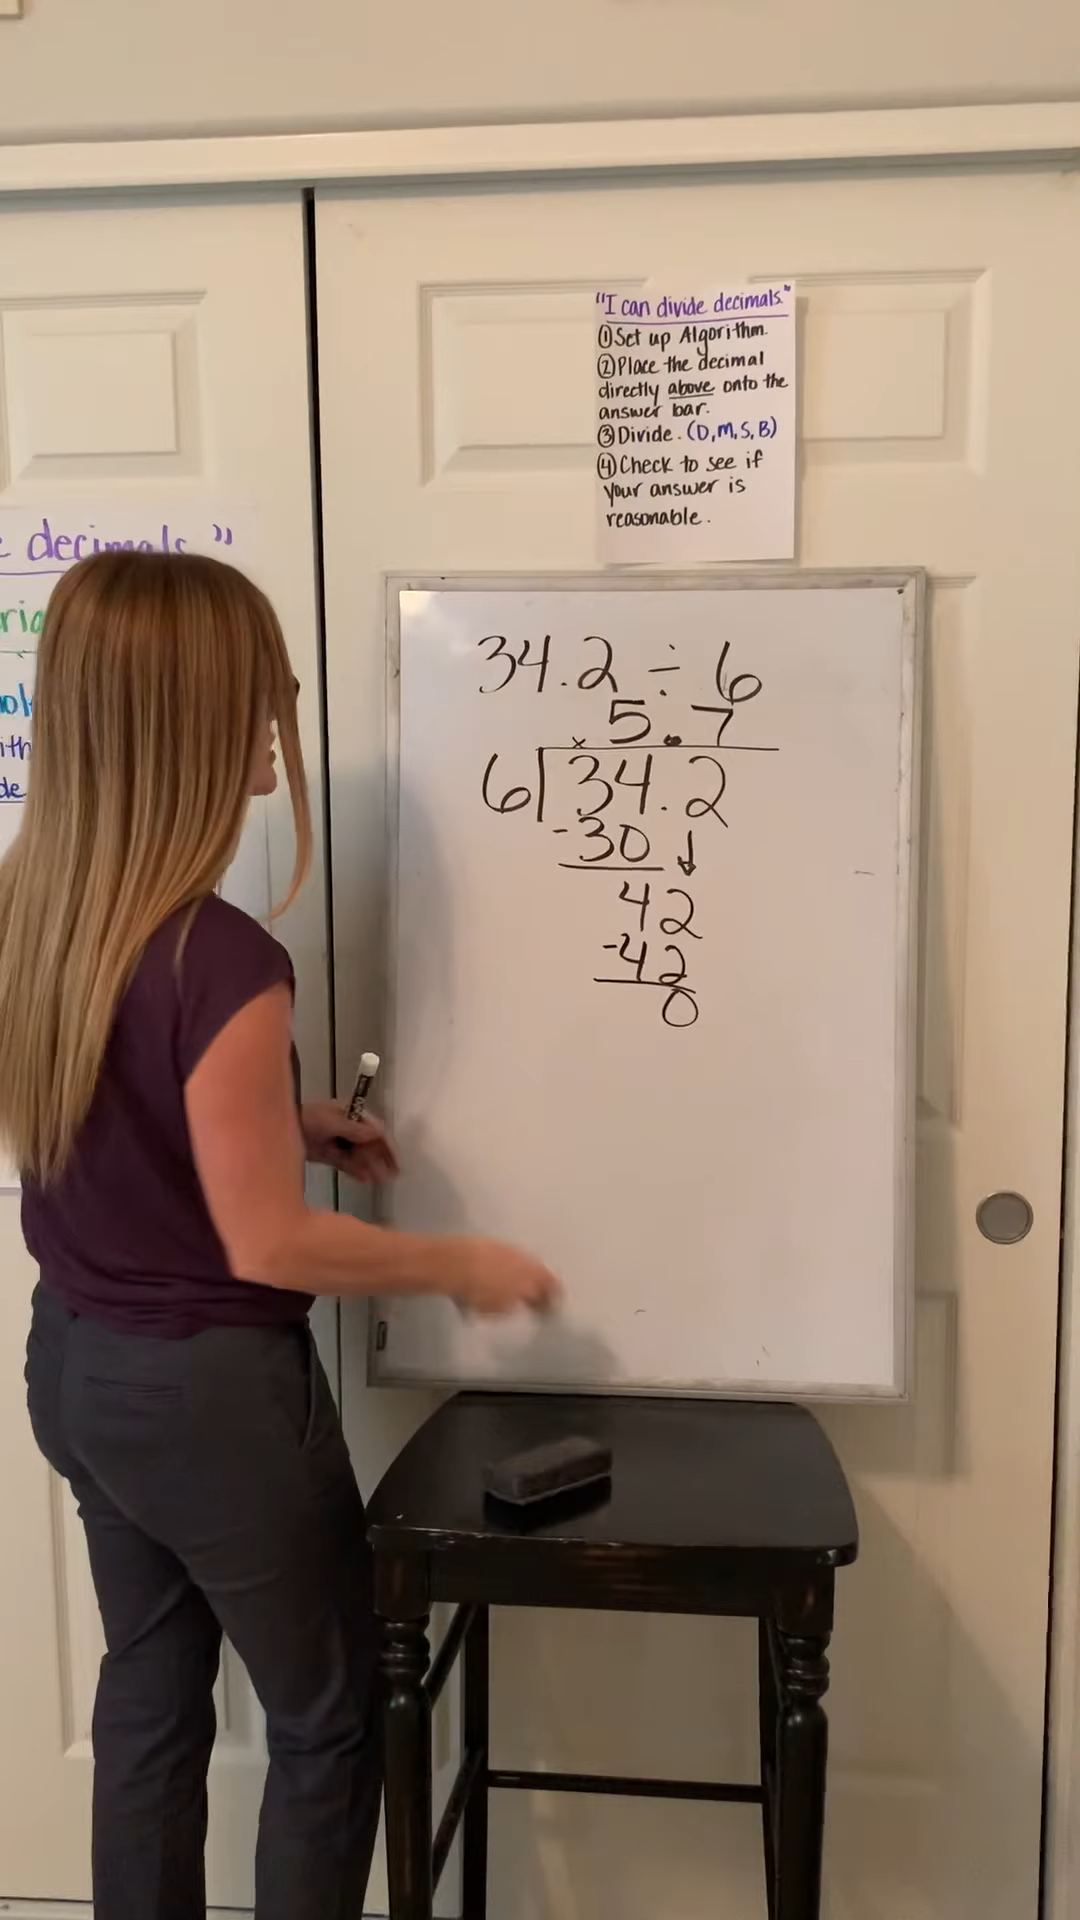 "I can divide decimals."
①Set up Algorithm.
②Place the decimal
directly above onto the
answer bar.
③Divide. (D, M, S, B)
④Check to see if
your answer is
reasonable.
decimals."
34.2 ÷ 6
x 5.7
6 34.2
-30 ↓
42
-42
0